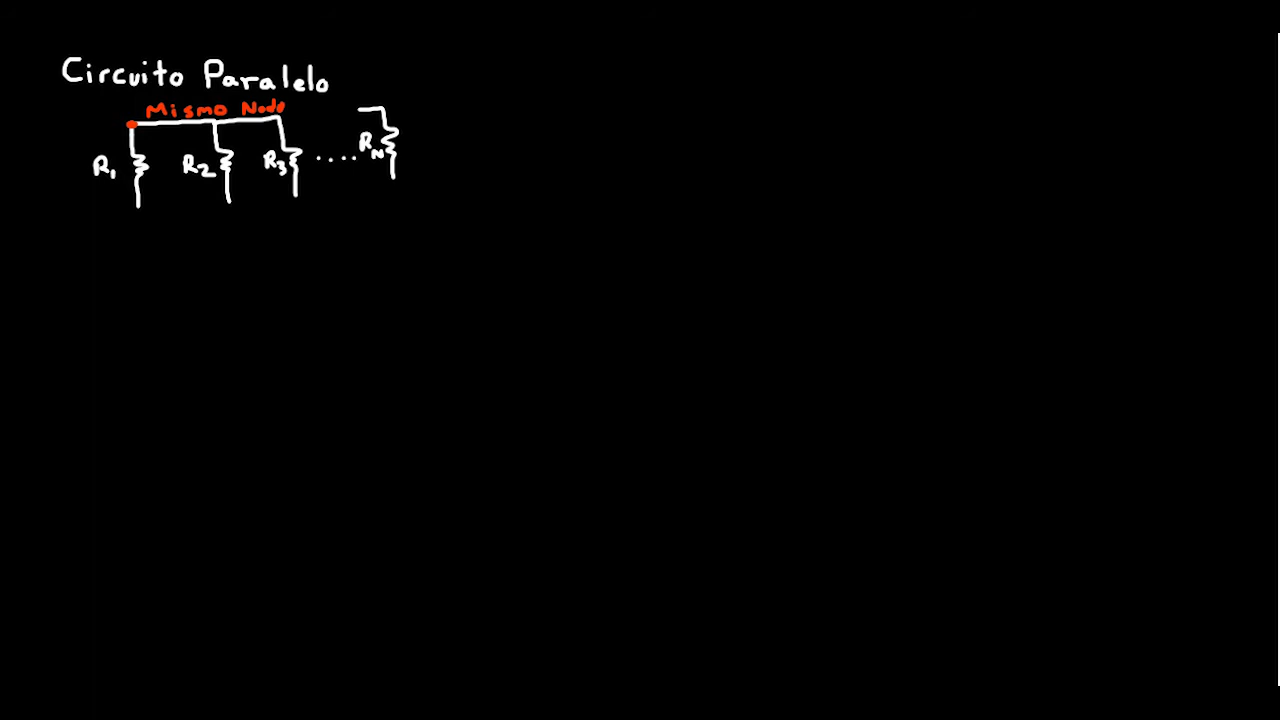 Circuito Paralelo
Mismo Nodo
R1 R2 R3 ..... RN